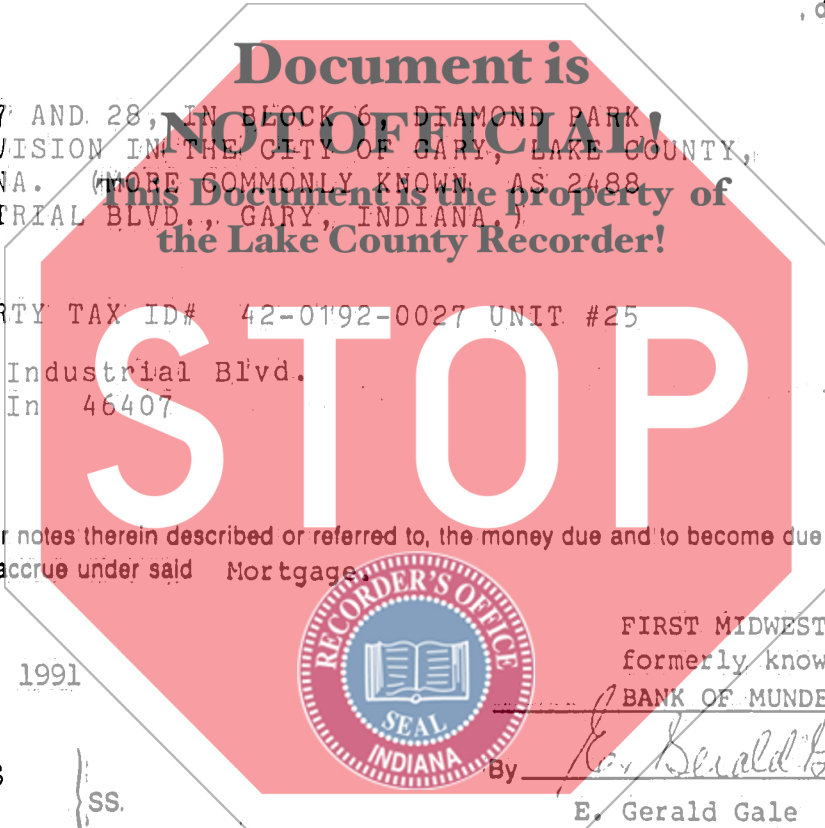 , d
Document is
7 AND 28, IN BLOCK 6, DIAMOND PARK
NOT OFFICIAL!
VISION IN THE CITY OF GARY, LAKE COUNTY,
NA. (MORE COMMONLY KNOWN AS 2488
This Document is the property of
TRIAL BLVD., GARY, INDIANA.)
the Lake County Recorder!
RTY TAX ID# 42-0192-0027 UNIT #25
STOP
Industrial Blvd.
In 46407
r notes therein described or referred to, the money due and to become due
accrue under said Mortgage.
RECORDER'S OFFICE
SEAL
INDIANA
FIRST MIDWEST
formerly know
1991
BANK OF MUNDE
By
S
SS.
E. Gerald Gale